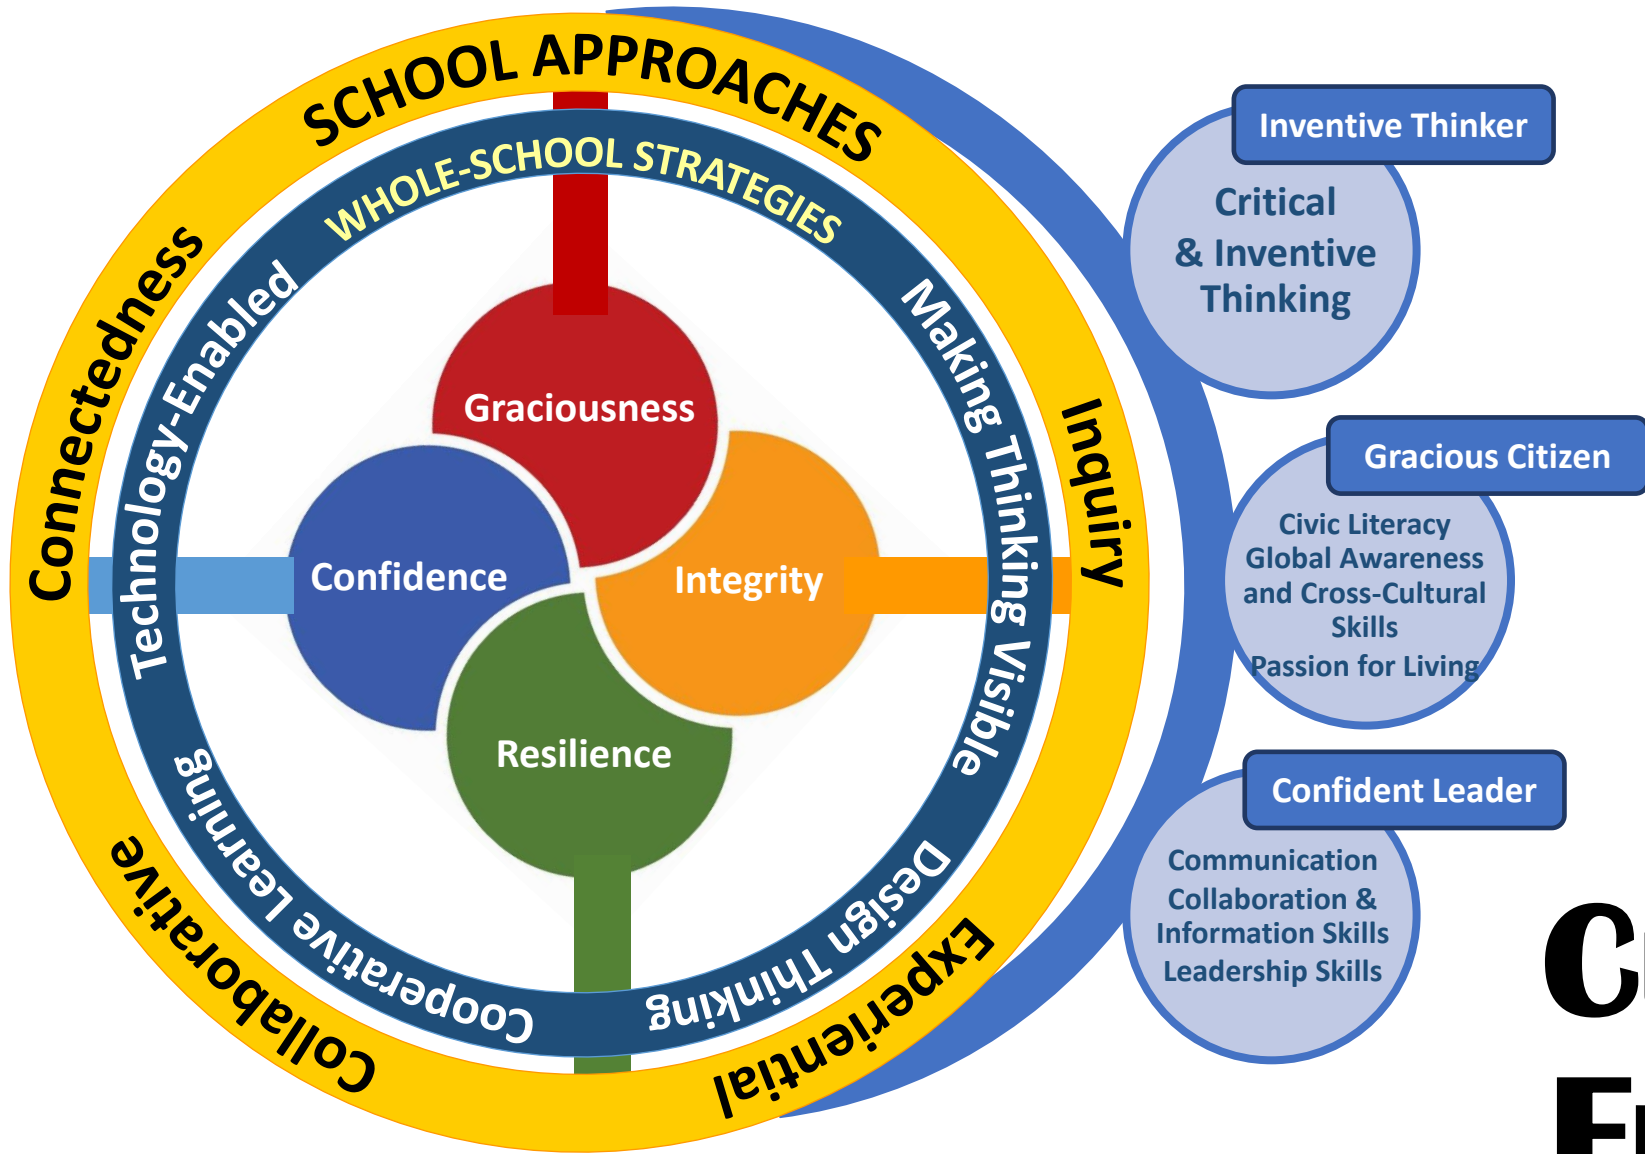 SCHOOL APPROACHES
Connectedness
Inquiry
Experiential
Collaborative
WHOLE-SCHOOL STRATEGIES
Technology-Enabled
Making Thinking Visible
Design Thinking
Cooperative Learning
Graciousness
Confidence
Integrity
Resilience
Inventive Thinker
Critical
& Inventive
Thinking
Gracious Citizen
Civic Literacy
Global Awareness
and Cross-Cultural
Skills
Passion for Living
Confident Leader
Communication
Collaboration &
Information Skills
Leadership Skills